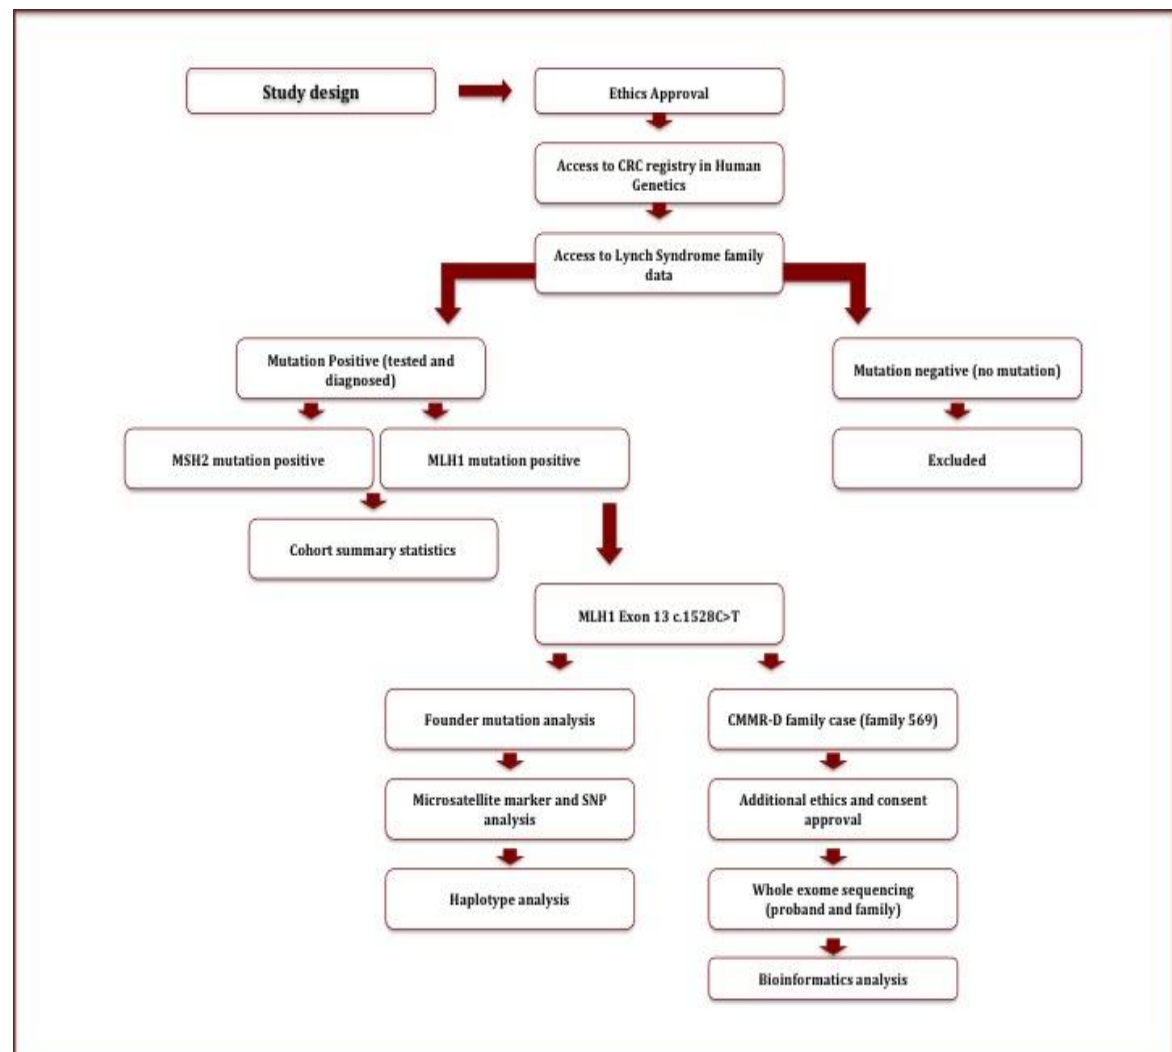 Study design
Ethics Approval
Access to CRC registry in Human
Genetics
Access to Lynch Syndrome family
data
Mutation Positive (tested and
diagnosed)
Mutation negative (no mutation)
MSH2 mutation positive
MLH1 mutation positive
Excluded
Cohort summary statistics
MLH1 Exon 13 c.1528C>T
Founder mutation analysis
CMMR-D family case (family 569)
Microsatellite marker and SNP
analysis
Additional ethics and consent
approval
Haplotype analysis
Whole exome sequencing
(proband and family)
Bioinformatics analysis